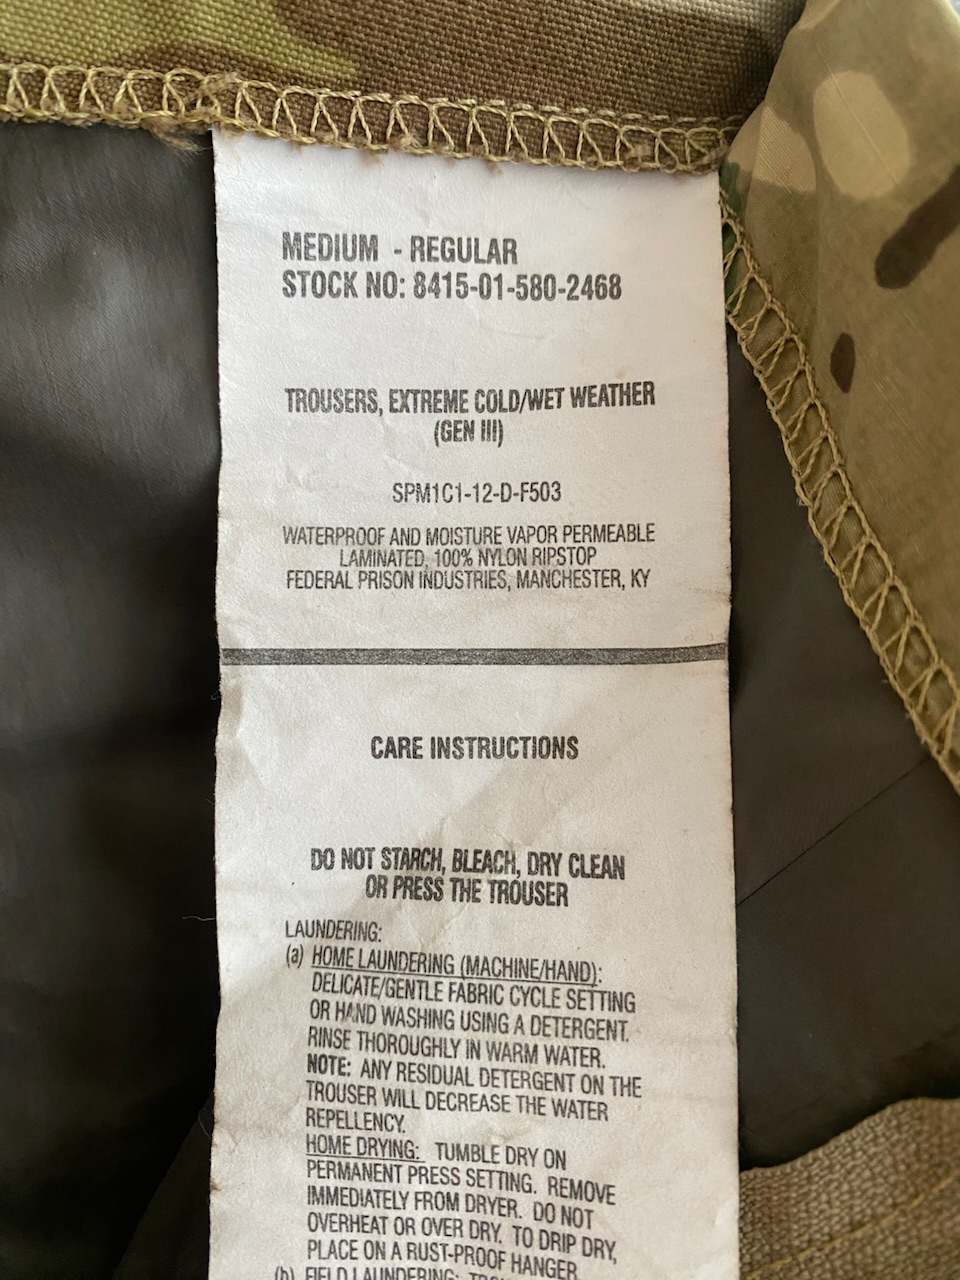 MEDIUM - REGULAR
STOCK NO: 8415-01-580-2468
TROUSERS, EXTREME COLD/WET WEATHER
(GEN III)
SPM1C1-12-D-F503
WATERPROOF AND MOISTURE VAPOR PERMEABLE
LAMINATED, 100% NYLON RIPSTOP
FEDERAL PRISON INDUSTRIES, MANCHESTER, KY
CARE INSTRUCTIONS
DO NOT STARCH, BLEACH, DRY CLEAN
OR PRESS THE TROUSER
LAUNDERING:
(a) HOME LAUNDERING (MACHINE/HAND):
DELICATE/GENTLE FABRIC CYCLE SETTING
OR HAND WASHING USING A DETERGENT.
RINSE THOROUGHLY IN WARM WATER.
NOTE: ANY RESIDUAL DETERGENT ON THE
TROUSER WILL DECREASE THE WATER
REPELLENCY.
HOME DRYING: TUMBLE DRY ON
PERMANENT PRESS SETTING. REMOVE
IMMEDIATELY FROM DRYER. DO NOT
OVERHEAT OR OVER DRY. TO DRIP DRY,
PLACE ON A RUST-PROOF HANGER.
(b) FIELD LAUNDERING: